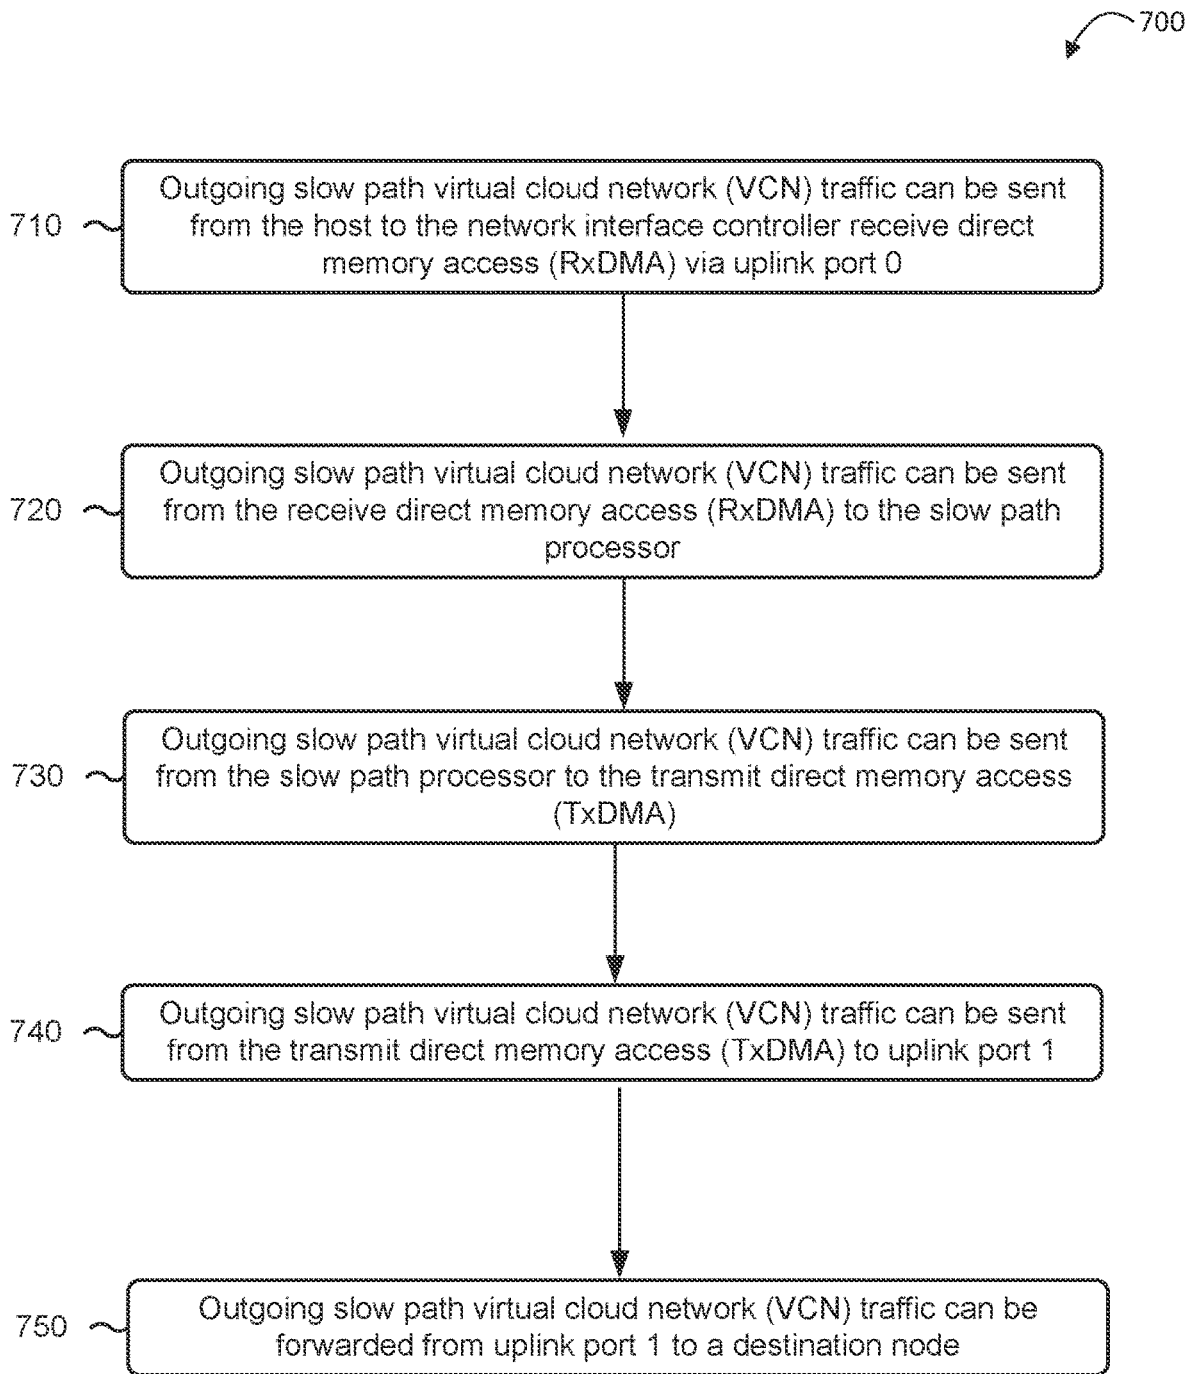 700
710
Outgoing slow path virtual cloud network (VCN) traffic can be sent
from the host to the network interface controller receive direct
memory access (RxDMA) via uplink port 0
720
Outgoing slow path virtual cloud network (VCN) traffic can be sent
from the receive direct memory access (RxDMA) to the slow path
processor
730
Outgoing slow path virtual cloud network (VCN) traffic can be sent
from the slow path processor to the transmit direct memory access
(TxDMA)
740
Outgoing slow path virtual cloud network (VCN) traffic can be sent
from the transmit direct memory access (TxDMA) to uplink port 1
750
Outgoing slow path virtual cloud network (VCN) traffic can be
forwarded from uplink port 1 to a destination node